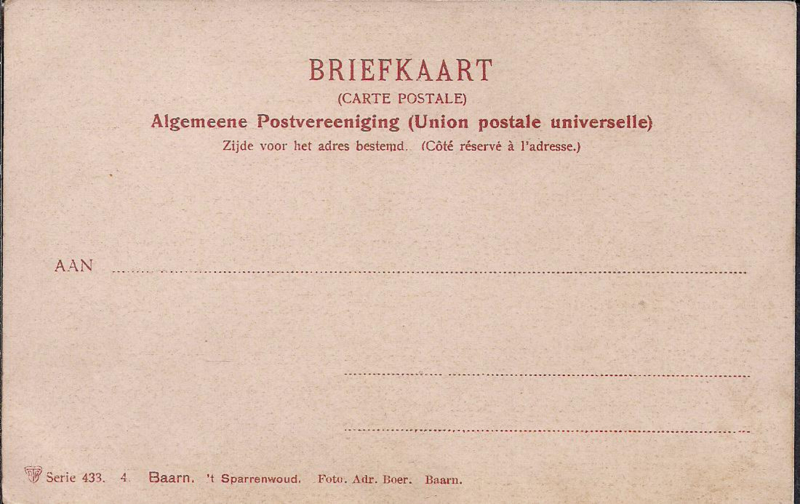 BRIEFKAART
(CARTE POSTALE)
Algemeene Postvereeniging (Union postale universelle)
Zijde voor het adres bestemd. (Côté réservé à l'adresse.)
AAN
Serie 433. 4 Baarn. 't Sparrenwoud. Foto. Adr. Boer. Baarn.